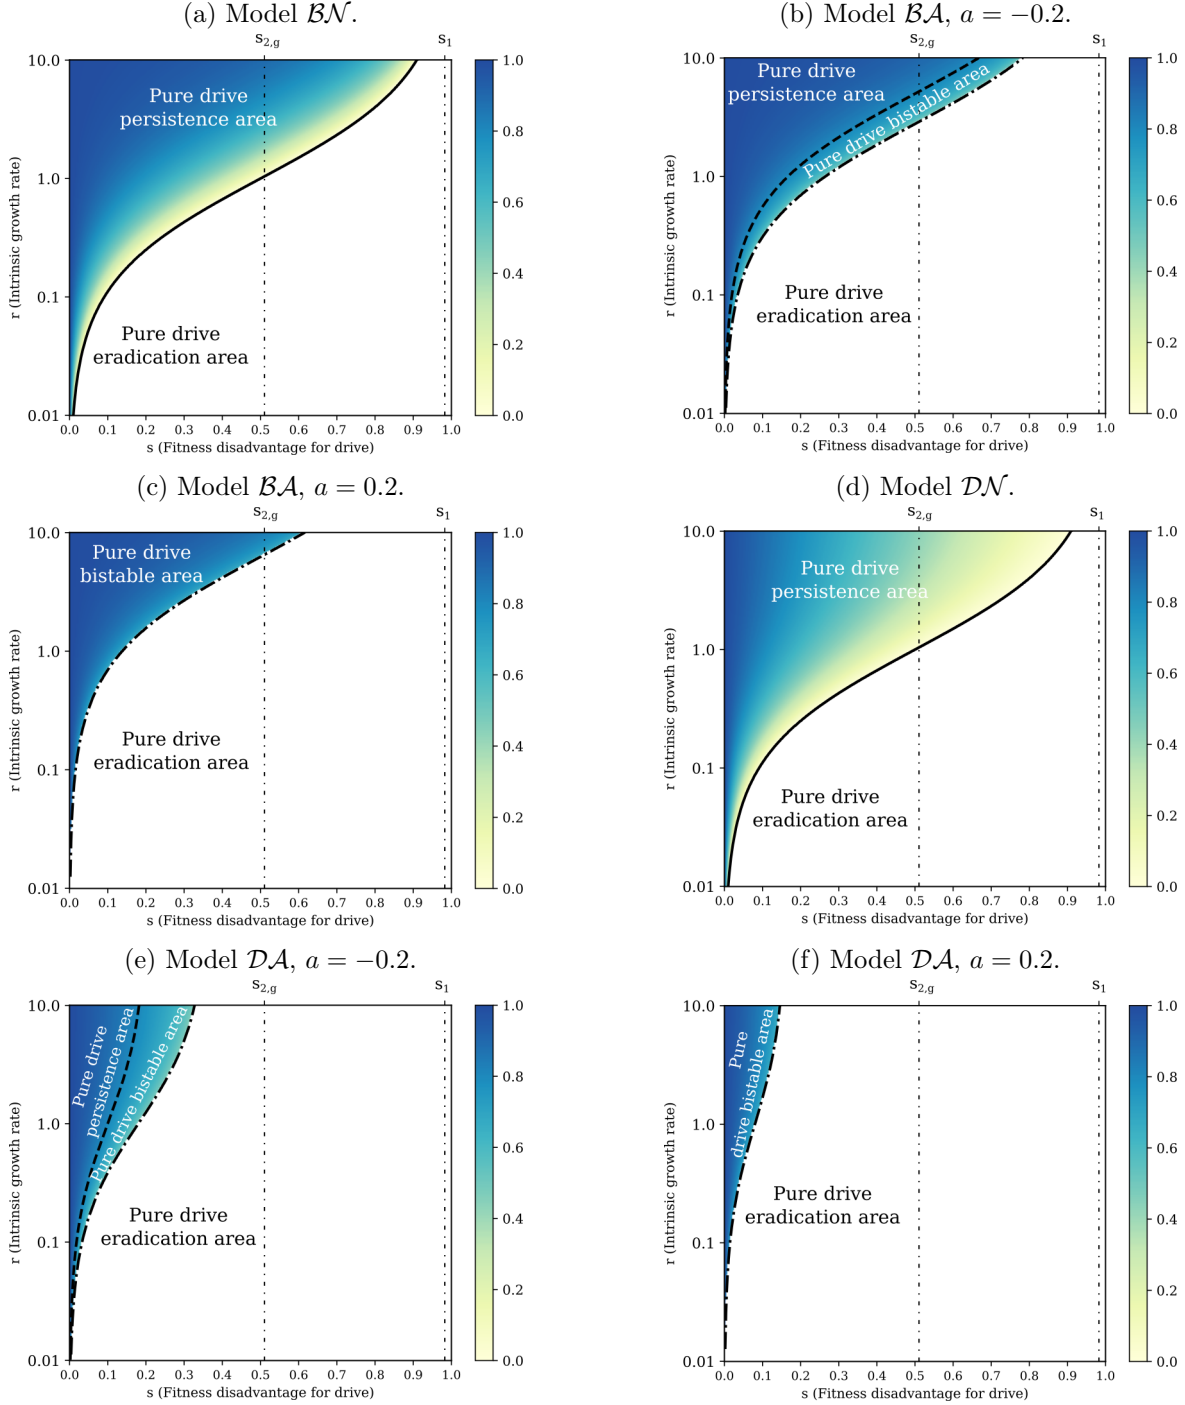 (a) Model 𝓑𝓝.
s2,g s1
10.0
1.0
0.1
0.01
r (Intrinsic growth rate)
Pure drive
persistence area
Pure drive
eradication area
0.0 0.1 0.2 0.3 0.4 0.5 0.6 0.7 0.8 0.9 1.0
s (Fitness disadvantage for drive)
1.0
0.8
0.6
0.4
0.2
0.0
(b) Model 𝓑𝓐, a = −0.2.
s2,g s1
10.0
1.0
0.1
0.01
r (Intrinsic growth rate)
Pure drive
persistence area
Pure drive bistable area
Pure drive
eradication area
0.0 0.1 0.2 0.3 0.4 0.5 0.6 0.7 0.8 0.9 1.0
s (Fitness disadvantage for drive)
1.0
0.8
0.6
0.4
0.2
0.0
(c) Model 𝓑𝓐, a = 0.2.
s2,g s1
10.0
1.0
0.1
0.01
r (Intrinsic growth rate)
Pure drive
bistable area
Pure drive
eradication area
0.0 0.1 0.2 0.3 0.4 0.5 0.6 0.7 0.8 0.9 1.0
s (Fitness disadvantage for drive)
1.0
0.8
0.6
0.4
0.2
0.0
(d) Model 𝓓𝓝.
s2,g s1
10.0
1.0
0.1
0.01
r (Intrinsic growth rate)
Pure drive
persistence area
Pure drive
eradication area
0.0 0.1 0.2 0.3 0.4 0.5 0.6 0.7 0.8 0.9 1.0
s (Fitness disadvantage for drive)
1.0
0.8
0.6
0.4
0.2
0.0
(e) Model 𝓓𝓐, a = −0.2.
s2,g s1
10.0
1.0
0.1
0.01
r (Intrinsic growth rate)
Pure drive
persistence area
Pure drive bistable area
Pure drive
eradication area
0.0 0.1 0.2 0.3 0.4 0.5 0.6 0.7 0.8 0.9 1.0
s (Fitness disadvantage for drive)
1.0
0.8
0.6
0.4
0.2
0.0
(f) Model 𝓓𝓐, a = 0.2.
s2,g s1
10.0
1.0
0.1
0.01
r (Intrinsic growth rate)
Pure
drive bistable area
Pure drive
eradication area
0.0 0.1 0.2 0.3 0.4 0.5 0.6 0.7 0.8 0.9 1.0
s (Fitness disadvantage for drive)
1.0
0.8
0.6
0.4
0.2
0.0